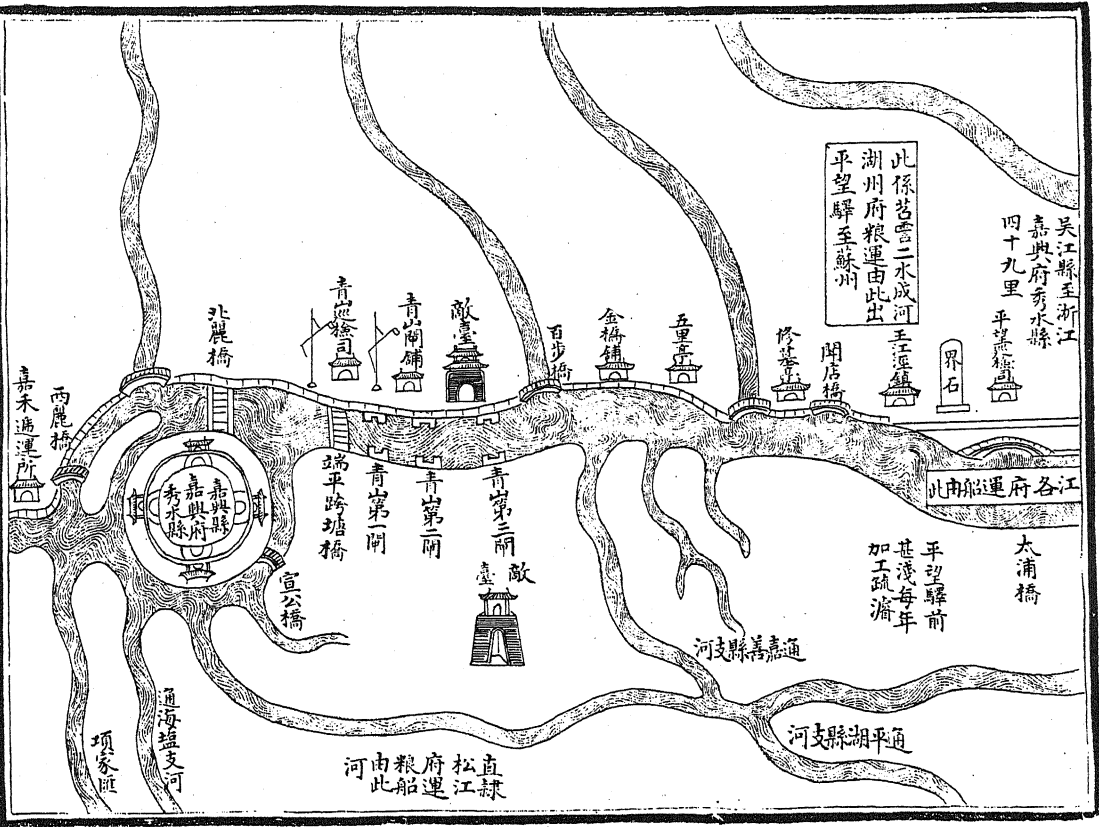 吳江縣至浙江
嘉興府秀水縣
四十九里
此係苕霅二水成河
湖州府粮運由此出
平望驛至蘇州
平望巡檢司
界石
王江涇鎮
聞店橋
修墓亭
五里亭
金橋鋪
百步橋
敵臺
青山閘鋪
青山巡檢司
北麗橋
西麗橋
嘉禾逓運所
江各府運船由此
太浦橋
平望驛前
甚淺每年
加工疏濬
青山第三閘
青山第二閘
青山第一閘
端平跨塘橋
嘉興縣
嘉興府
秀水縣
敵臺
宣公橋
通嘉善縣支河
通平湖縣支河
直隷
松江
府運
粮船
由此
河
通海塩支河
項家匯